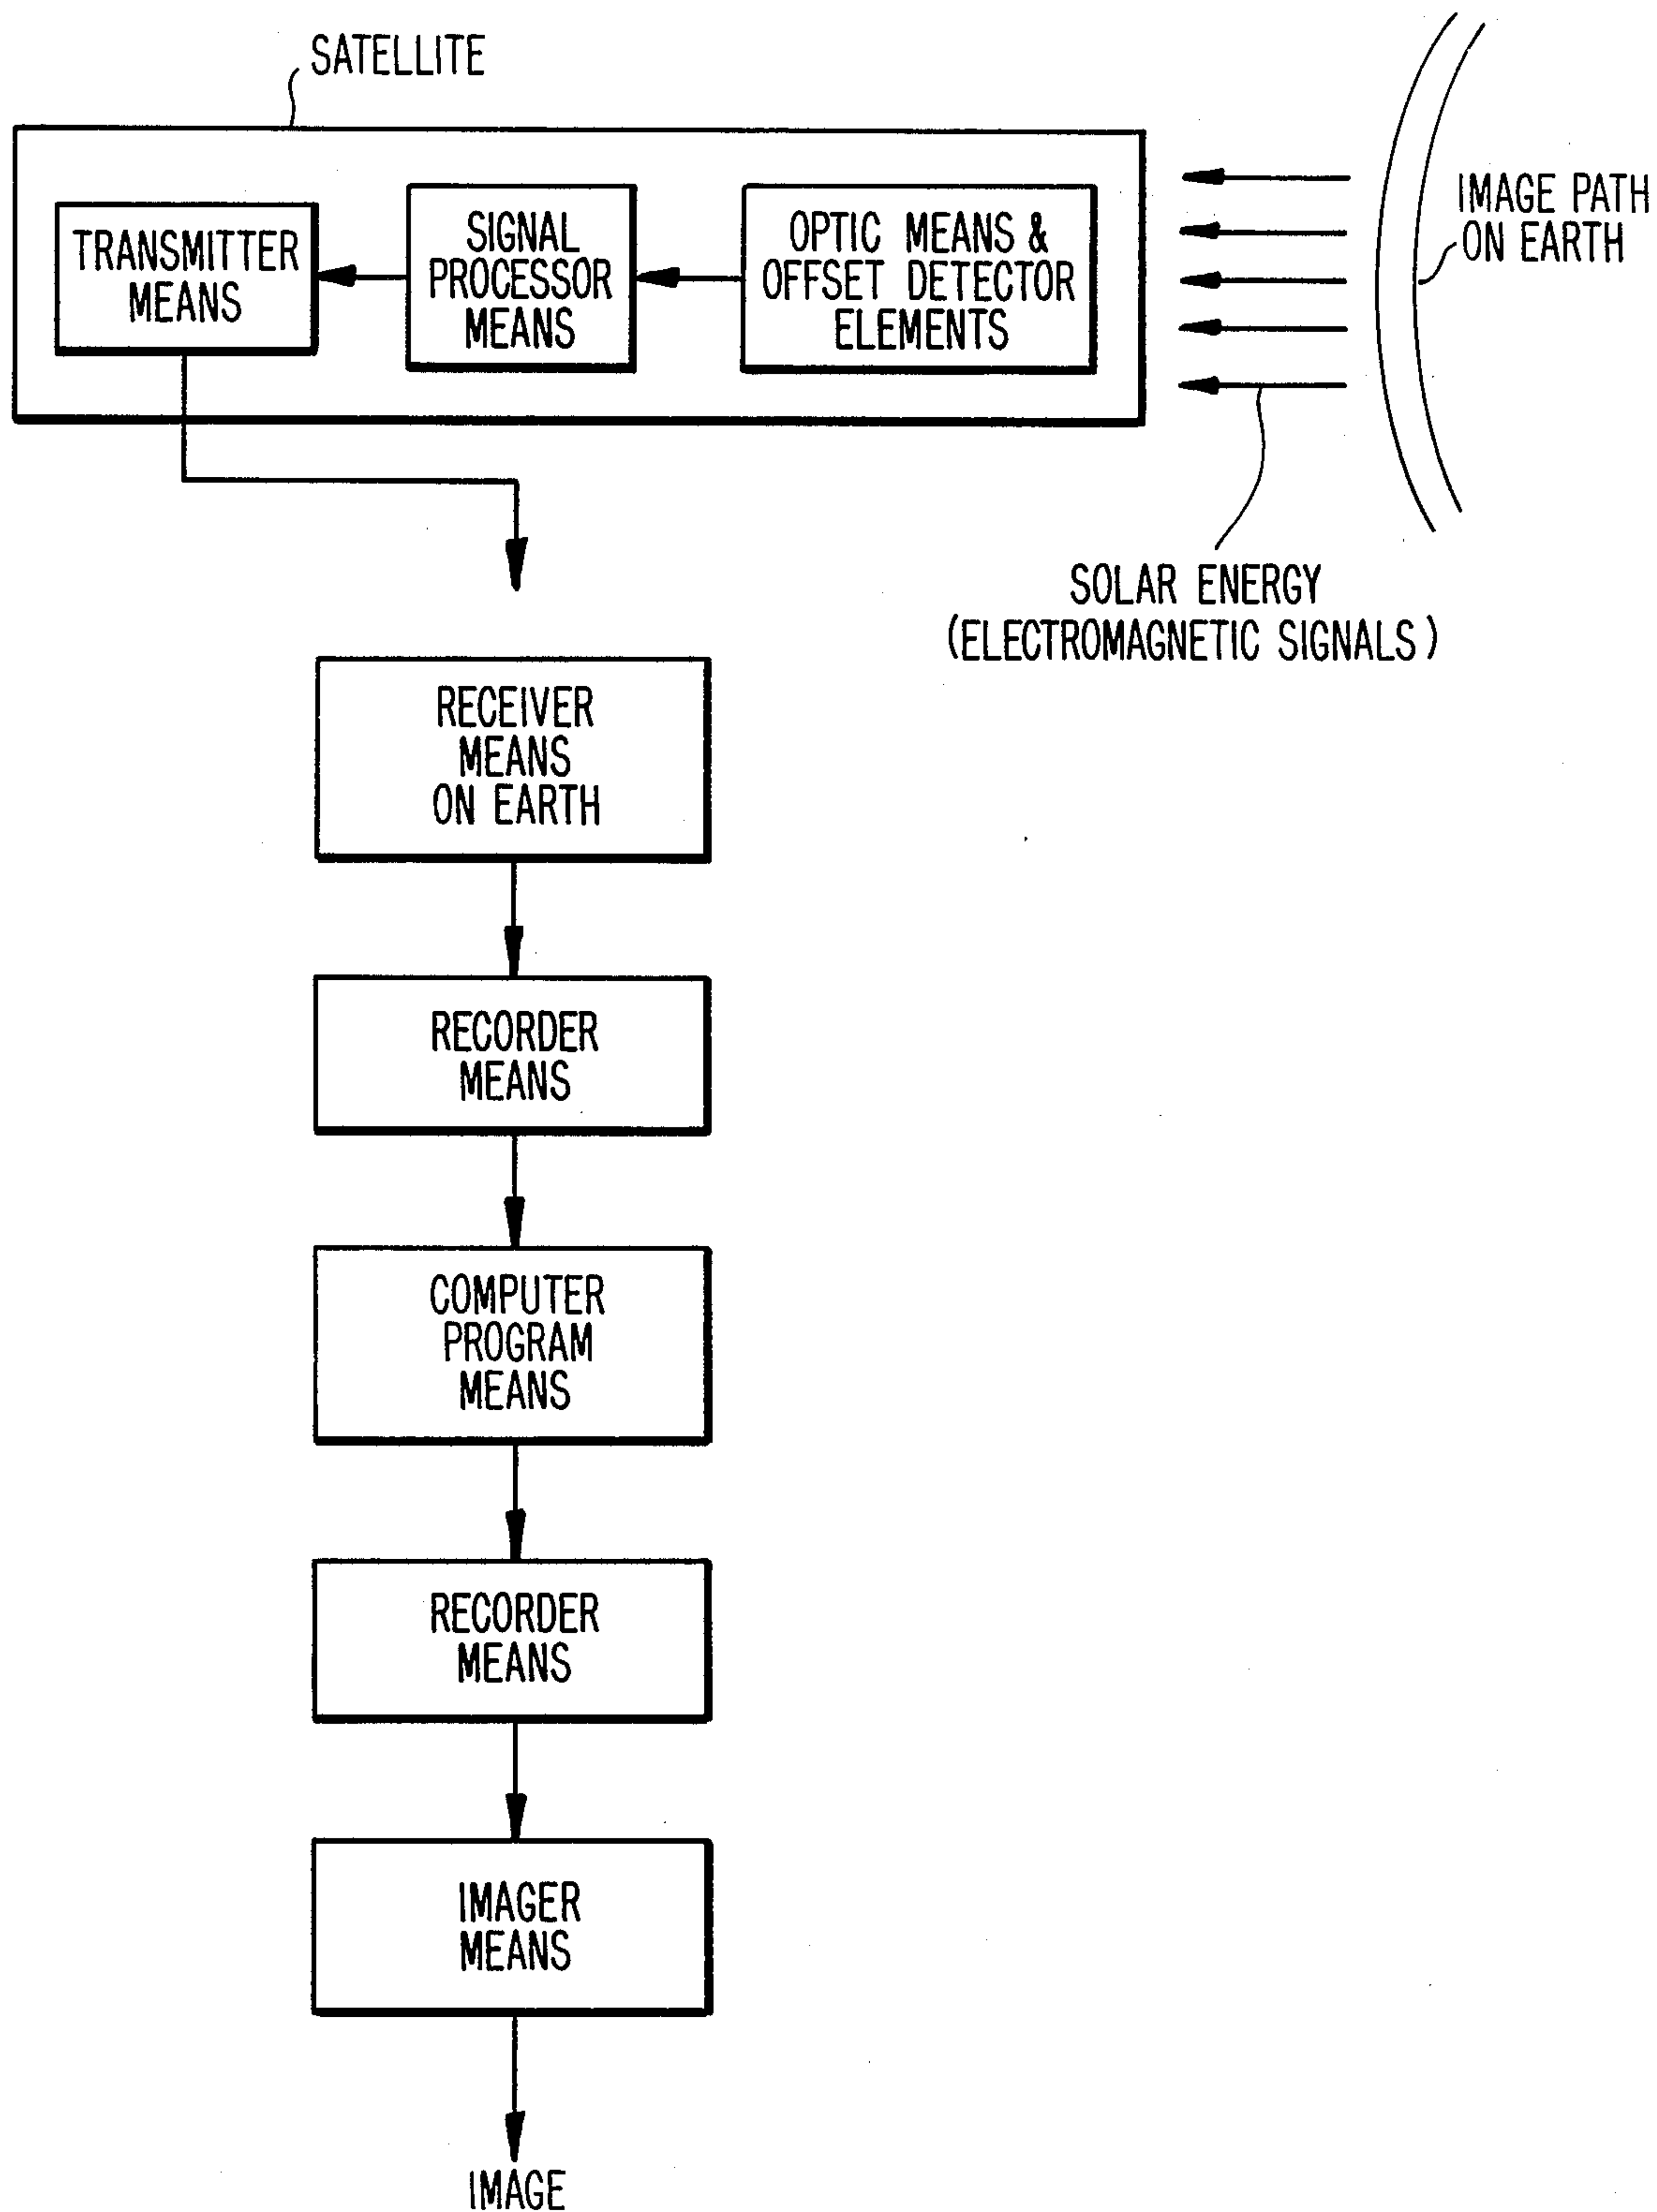 SATELLITE
TRANSMITTER
MEANS
SIGNAL
PROCESSOR
MEANS
OPTIC MEANS &
OFFSET DETECTOR
ELEMENTS
IMAGE PATH
ON EARTH
SOLAR ENERGY
(ELECTROMAGNETIC SIGNALS)
RECEIVER
MEANS
ON EARTH
RECORDER
MEANS
COMPUTER
PROGRAM
MEANS
RECORDER
MEANS
IMAGER
MEANS
IMAGE